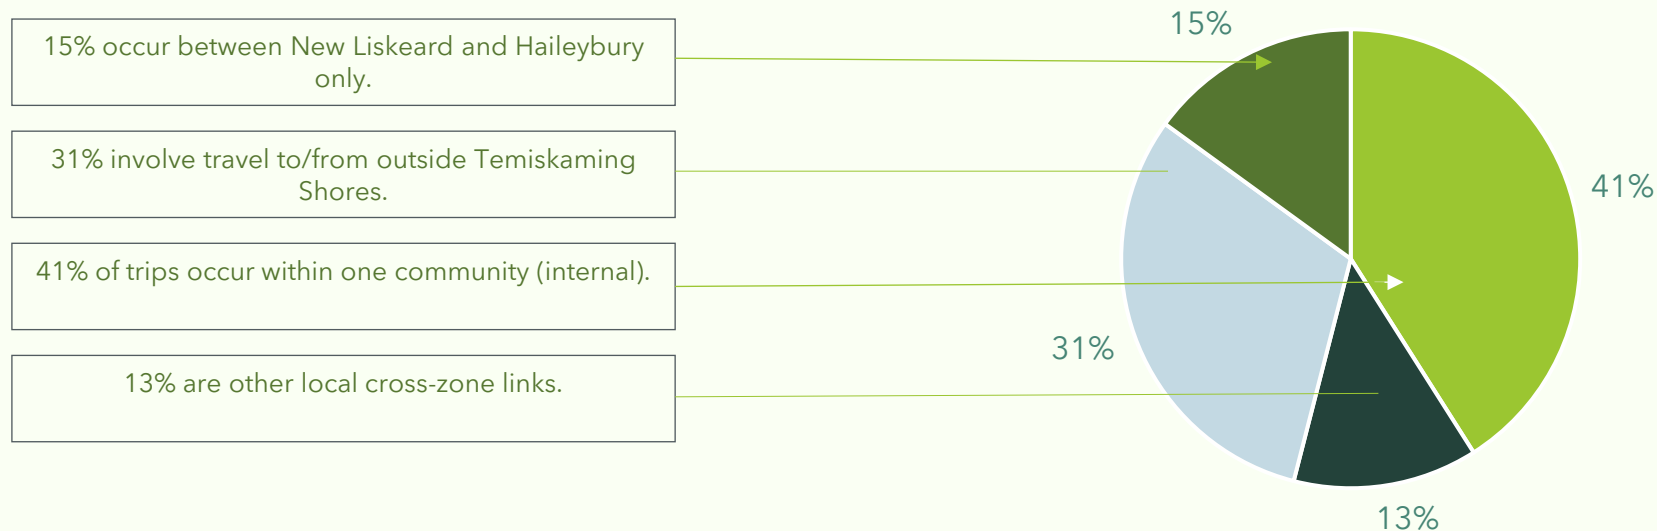 15% occur between New Liskeard and Haileybury
only.
31% involve travel to/from outside Temiskaming
Shores.
41% of trips occur within one community (internal).
13% are other local cross-zone links.
15%
41%
31%
13%